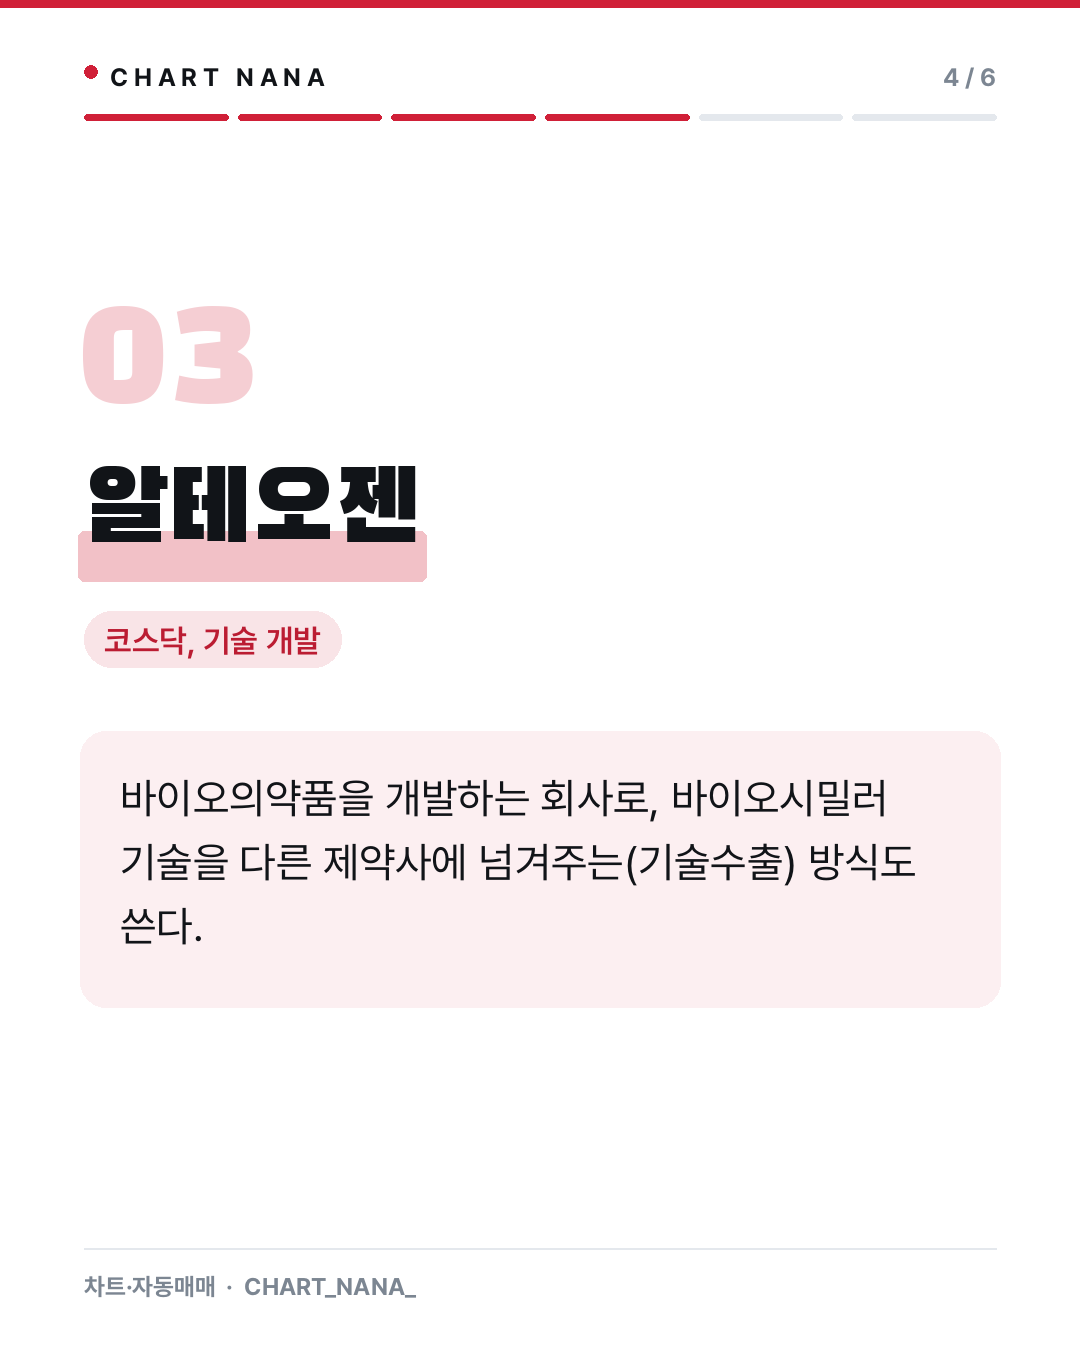 CHART NANA
4 / 6
03
알테오젠
코스닥, 기술 개발
바이오의약품을 개발하는 회사로, 바이오시밀러
기술을 다른 제약사에 넘겨주는(기술수출) 방식도
쓴다.
차트·자동매매 · CHART_NANA_